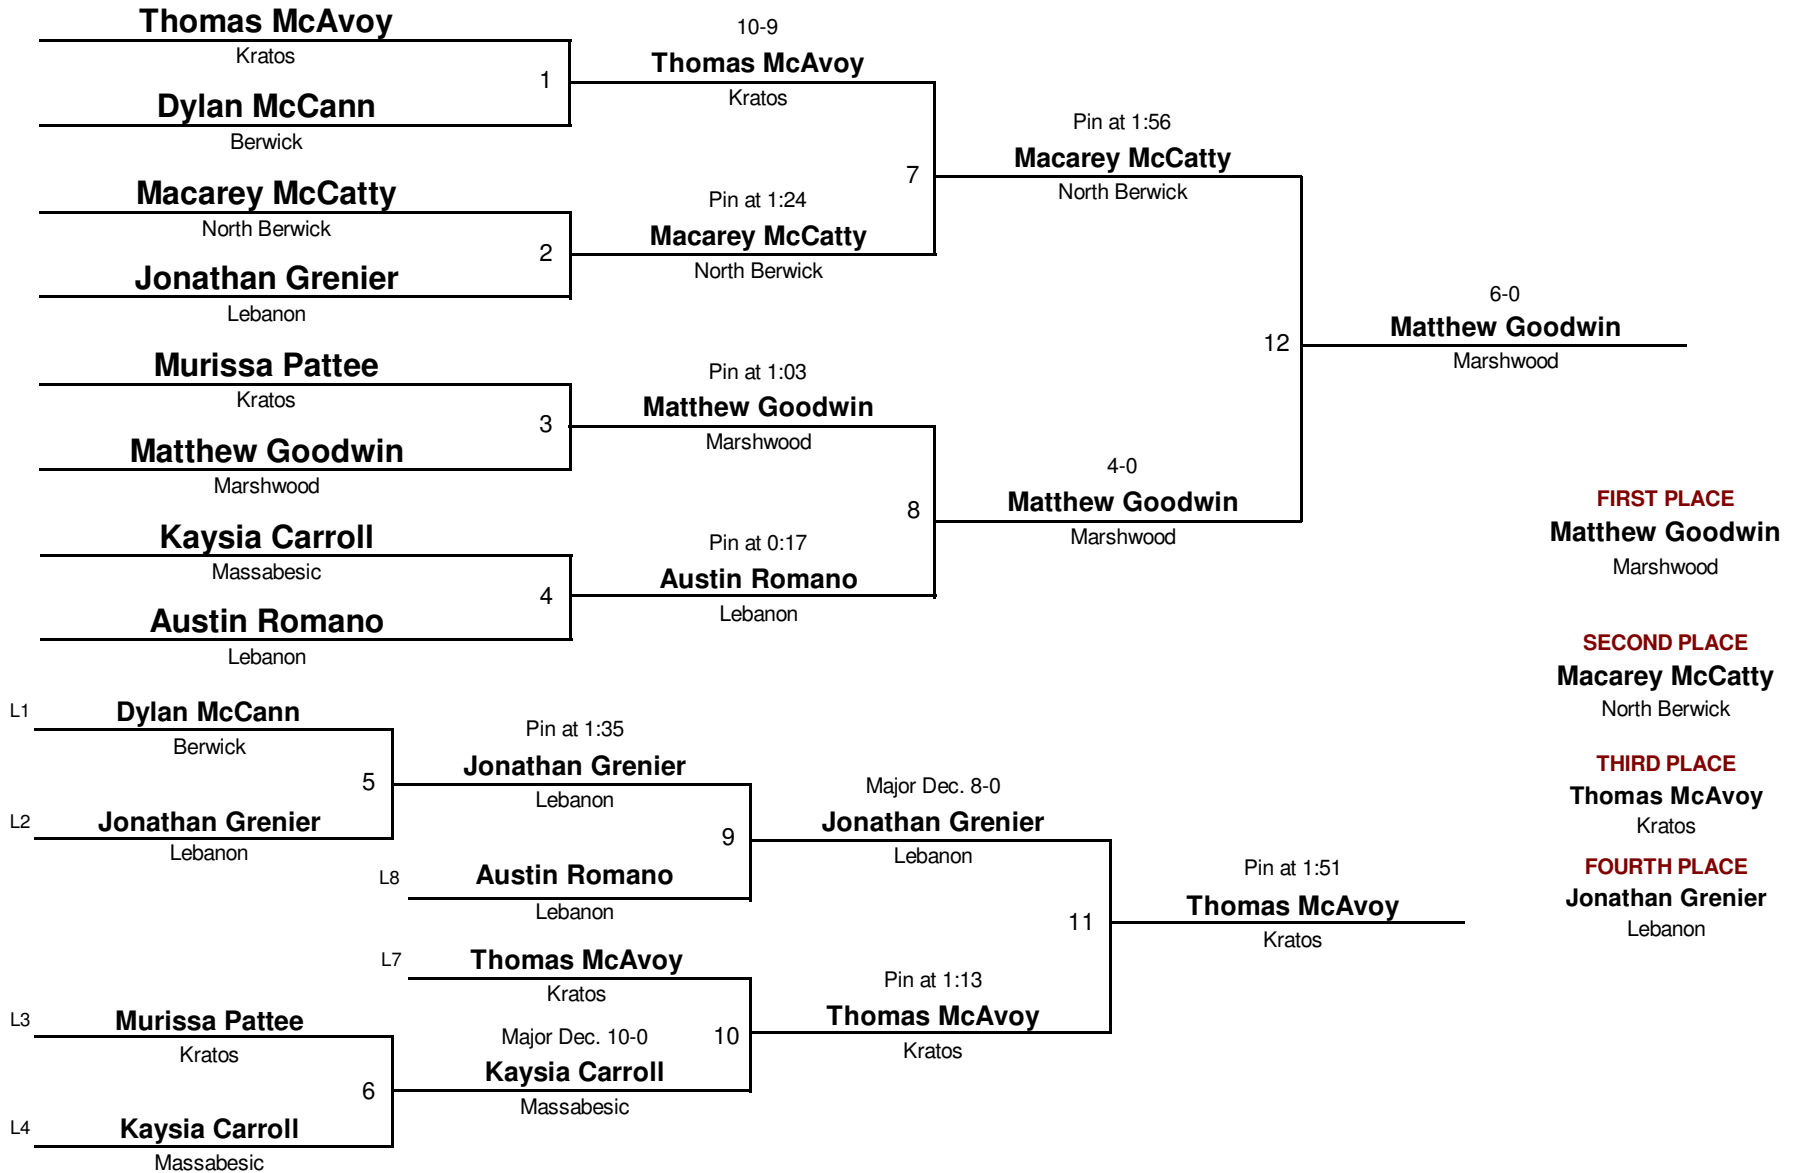 Thomas McAvoy
Kratos
1
Dylan McCann
Berwick
Macarey McCatty
North Berwick
2
Jonathan Grenier
Lebanon
Murissa Pattee
Kratos
3
Matthew Goodwin
Marshwood
Kaysia Carroll
Massabesic
4
Austin Romano
Lebanon
10-9
Thomas McAvoy
Kratos
7
Pin at 1:24
Macarey McCatty
North Berwick
Pin at 1:03
Matthew Goodwin
Marshwood
8
Pin at 0:17
Austin Romano
Lebanon
Pin at 1:56
Macarey McCatty
North Berwick
12
4-0
Matthew Goodwin
Marshwood
6-0
Matthew Goodwin
Marshwood
L1
Dylan McCann
Berwick
5
L2
Jonathan Grenier
Lebanon
L3
Murissa Pattee
Kratos
6
L4
Kaysia Carroll
Massabesic
Pin at 1:35
Jonathan Grenier
Lebanon
9
L8
Austin Romano
Lebanon
L7
Thomas McAvoy
Kratos
10
Major Dec. 10-0
Kaysia Carroll
Massabesic
Major Dec. 8-0
Jonathan Grenier
Lebanon
11
Pin at 1:13
Thomas McAvoy
Kratos
Pin at 1:51
Thomas McAvoy
Kratos
FIRST PLACE
Matthew Goodwin
Marshwood
SECOND PLACE
Macarey McCatty
North Berwick
THIRD PLACE
Thomas McAvoy
Kratos
FOURTH PLACE
Jonathan Grenier
Lebanon